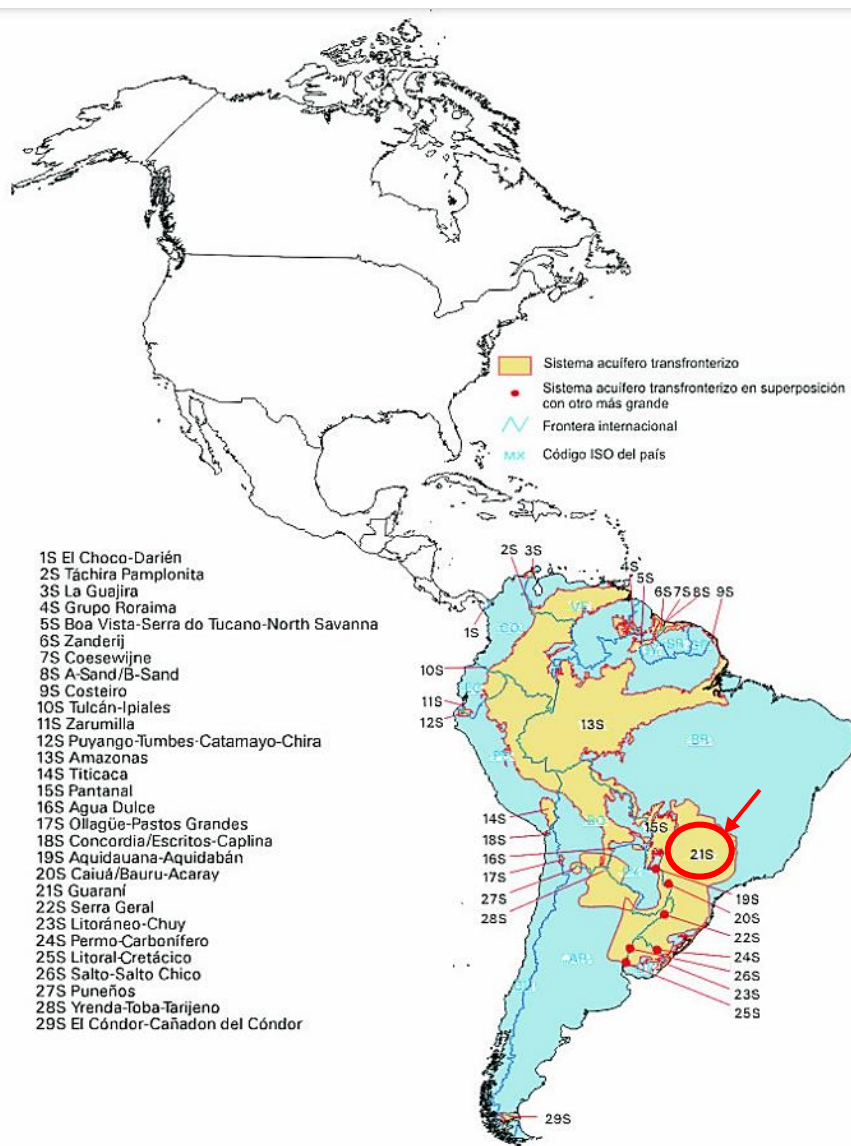 Sistema acuífero transfronterizo
Sistema acuífero transfronterizo en superposición
con otro más grande
Frontera internacional
MX Código ISO del país
1S El Choco-Darién
2S Táchira Pamplonita
3S La Guajira
4S Grupo Roraima
5S Boa Vista-Serra do Tucano-North Savanna
6S Zanderij
7S Coesewijne
8S A-Sand/B-Sand
9S Costeiro
10S Tulcán-Ipiales
11S Zarumilla
12S Puyango-Tumbes-Catamayo-Chira
13S Amazonas
14S Titicaca
15S Pantanal
16S Agua Dulce
17S Ollagüe-Pastos Grandes
18S Concordia/Escritos-Caplina
19S Aquidauana-Aquidabán
20S Caiuá/Bauru-Acaray
21S Guaraní
22S Serra Geral
23S Litoráneo-Chuy
24S Permo-Carbonífero
25S Litoral-Cretácico
26S Salto-Salto Chico
27S Puneños
28S Yrenda-Toba-Tarijeno
29S El Cóndor-Cañadon del Cóndor
2S 3S
4S
5S
6S 7S 8S 9S
1S
CO
VE
SR
10S
11S
12S
13S
BR
14S
BO
15S
18S
16S
21S
17S
27S
28S
19S
20S
22S
24S
26S
23S
25S
AR
29S